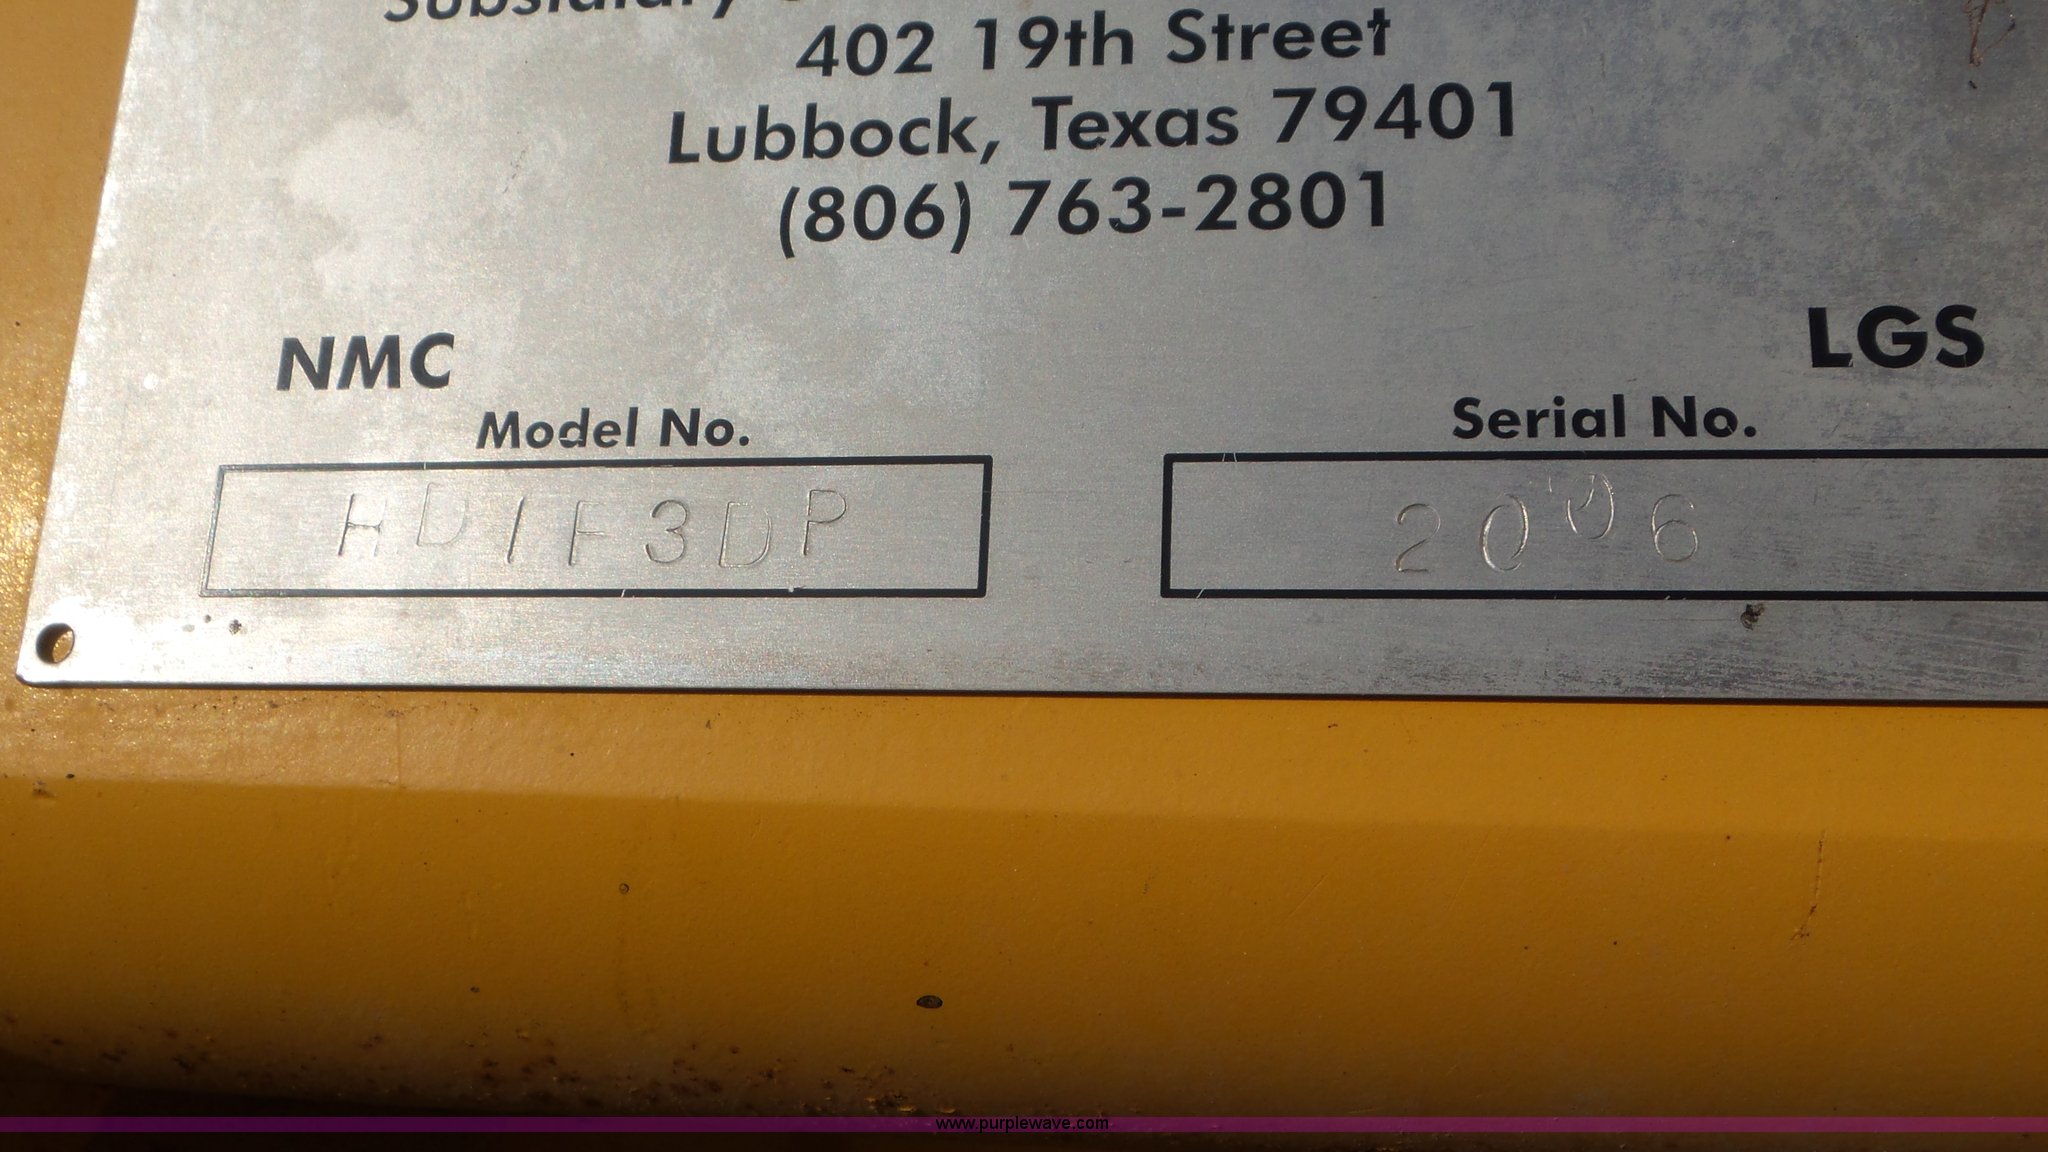 Subsidiary
402 19th Street
Lubbock, Texas 79401
(806) 763-2801
NMC LGS
Model No. Serial No.
HD1F3DP 2006
www.purplewave.com